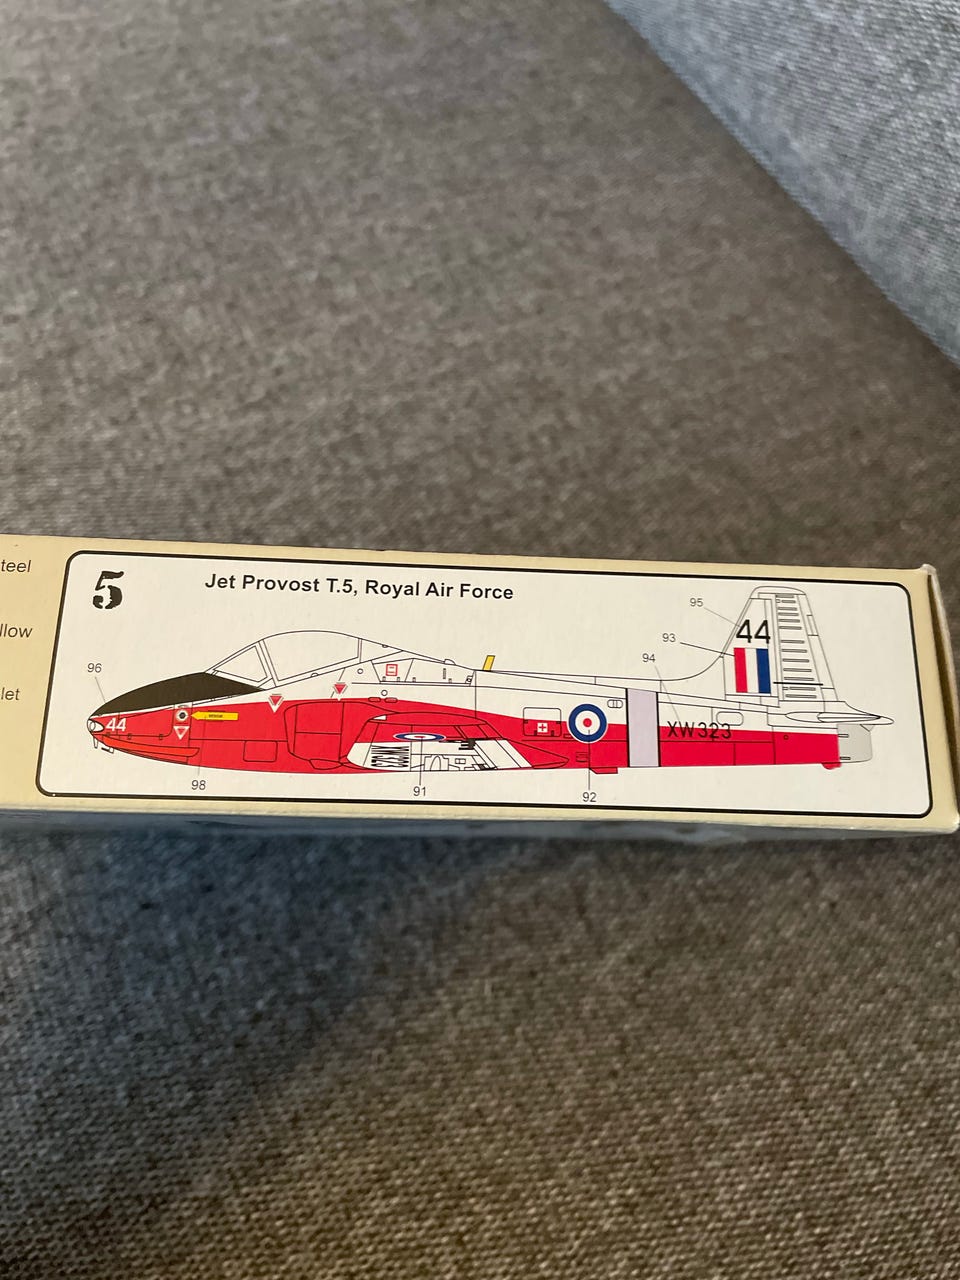 teel
llow
let
5
Jet Provost T.5, Royal Air Force
95
44
93
94
96
44
RESCUE
XW323
98
91
92